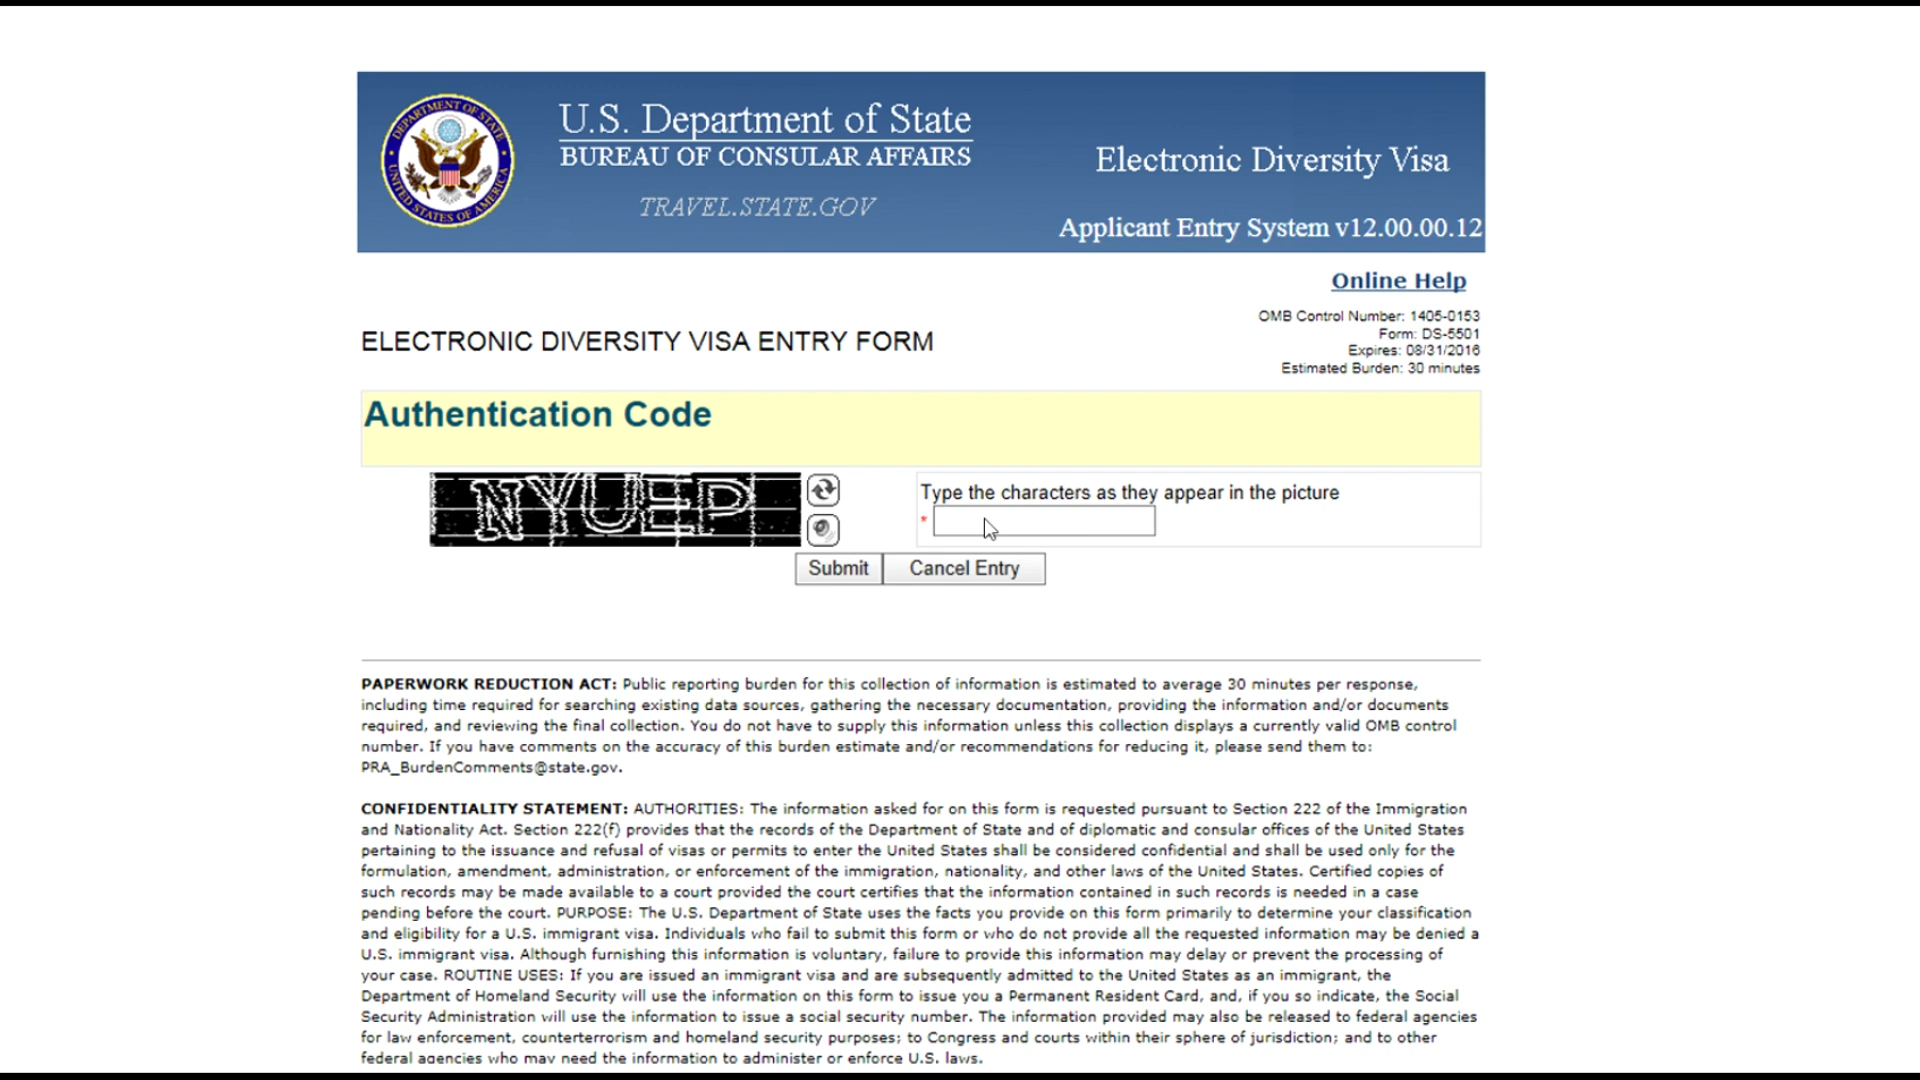 DEPARTMENT OF STATE
UNITED STATES OF AMERICA
U.S. Department of State
BUREAU OF CONSULAR AFFAIRS
TRAVEL.STATE.GOV
Electronic Diversity Visa
Applicant Entry System v12.00.00.12
Online Help
OMB Control Number: 1405-0153
Form: DS-5501
Expires: 08/31/2016
Estimated Burden: 30 minutes
ELECTRONIC DIVERSITY VISA ENTRY FORM
Authentication Code
NYUEP
Type the characters as they appear in the picture
*
Submit
Cancel Entry
PAPERWORK REDUCTION ACT: Public reporting burden for this collection of information is estimated to average 30 minutes per response,
including time required for searching existing data sources, gathering the necessary documentation, providing the information and/or documents
required, and reviewing the final collection. You do not have to supply this information unless this collection displays a currently valid OMB control
number. If you have comments on the accuracy of this burden estimate and/or recommendations for reducing it, please send them to:
PRA_BurdenComments@state.gov.
CONFIDENTIALITY STATEMENT: AUTHORITIES: The information asked for on this form is requested pursuant to Section 222 of the Immigration
and Nationality Act. Section 222(f) provides that the records of the Department of State and of diplomatic and consular offices of the United States
pertaining to the issuance and refusal of visas or permits to enter the United States shall be considered confidential and shall be used only for the
formulation, amendment, administration, or enforcement of the immigration, nationality, and other laws of the United States. Certified copies of
such records may be made available to a court provided the court certifies that the information contained in such records is needed in a case
pending before the court. PURPOSE: The U.S. Department of State uses the facts you provide on this form primarily to determine your classification
and eligibility for a U.S. immigrant visa. Individuals who fail to submit this form or who do not provide all the requested information may be denied a
U.S. immigrant visa. Although furnishing this information is voluntary, failure to provide this information may delay or prevent the processing of
your case. ROUTINE USES: If you are issued an immigrant visa and are subsequently admitted to the United States as an immigrant, the
Department of Homeland Security will use the information on this form to issue you a Permanent Resident Card, and, if you so indicate, the Social
Security Administration will use the information to issue a social security number. The information provided may also be released to federal agencies
for law enforcement, counterterrorism and homeland security purposes; to Congress and courts within their sphere of jurisdiction; and to other
federal agencies who may need the information to administer or enforce U.S. laws.